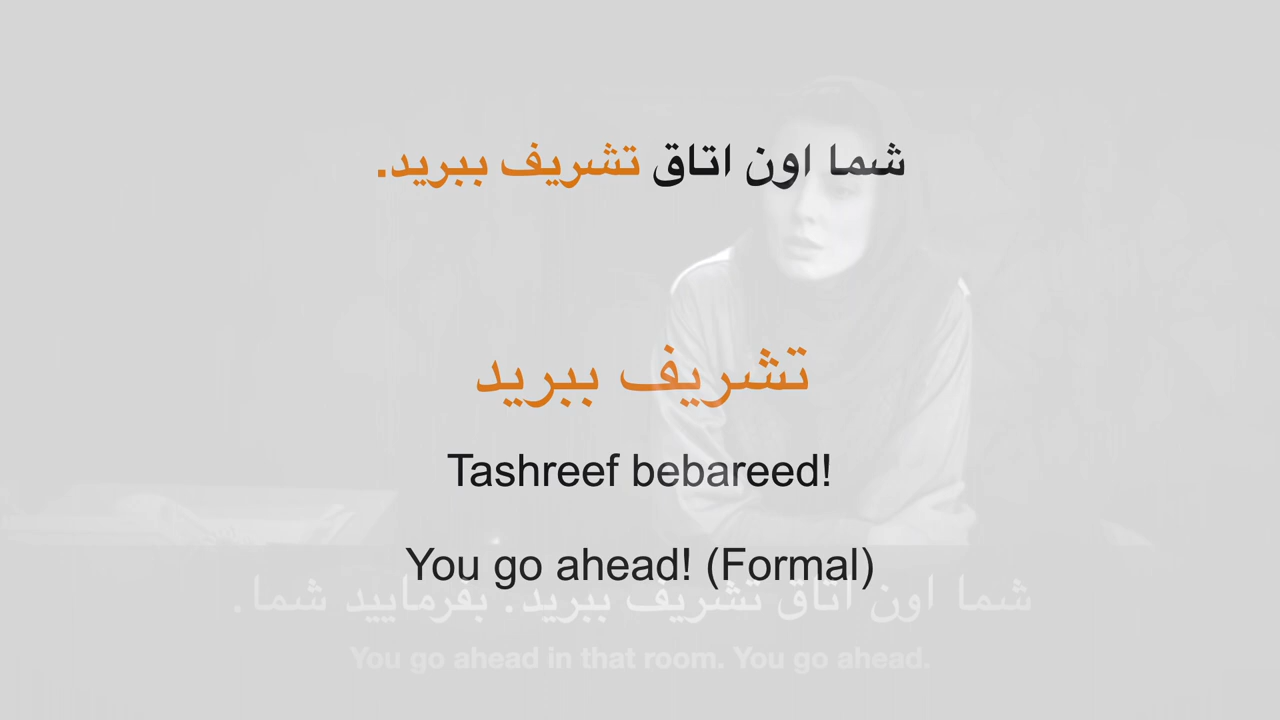 شما اون اتاق تشریف ببرید.
تشریف ببرید
Tashreef bebareed!
You go ahead! (Formal)
شما اون اتاق تشریف ببرید. بفرمایید شما.
You go ahead in that room. You go ahead.